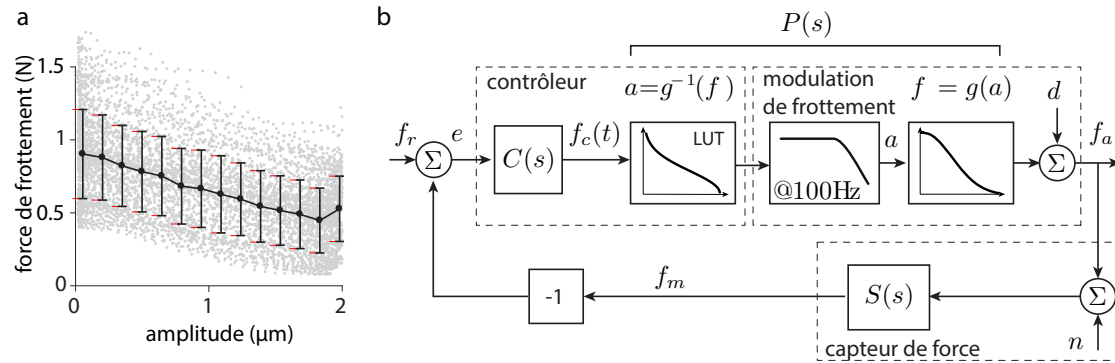 a
force de frottement (N)
1.5
1
0.5
0
0
1
2
amplitude (µm)
b
P(s)
contrôleur
a=g⁻¹(f)
modulation
de frottement
f = g(a)
d
f_r
Σ
e
C(s)
f_c(t)
LUT
@100Hz
a
Σ
f_a
-1
f_m
S(s)
Σ
n
capteur de force